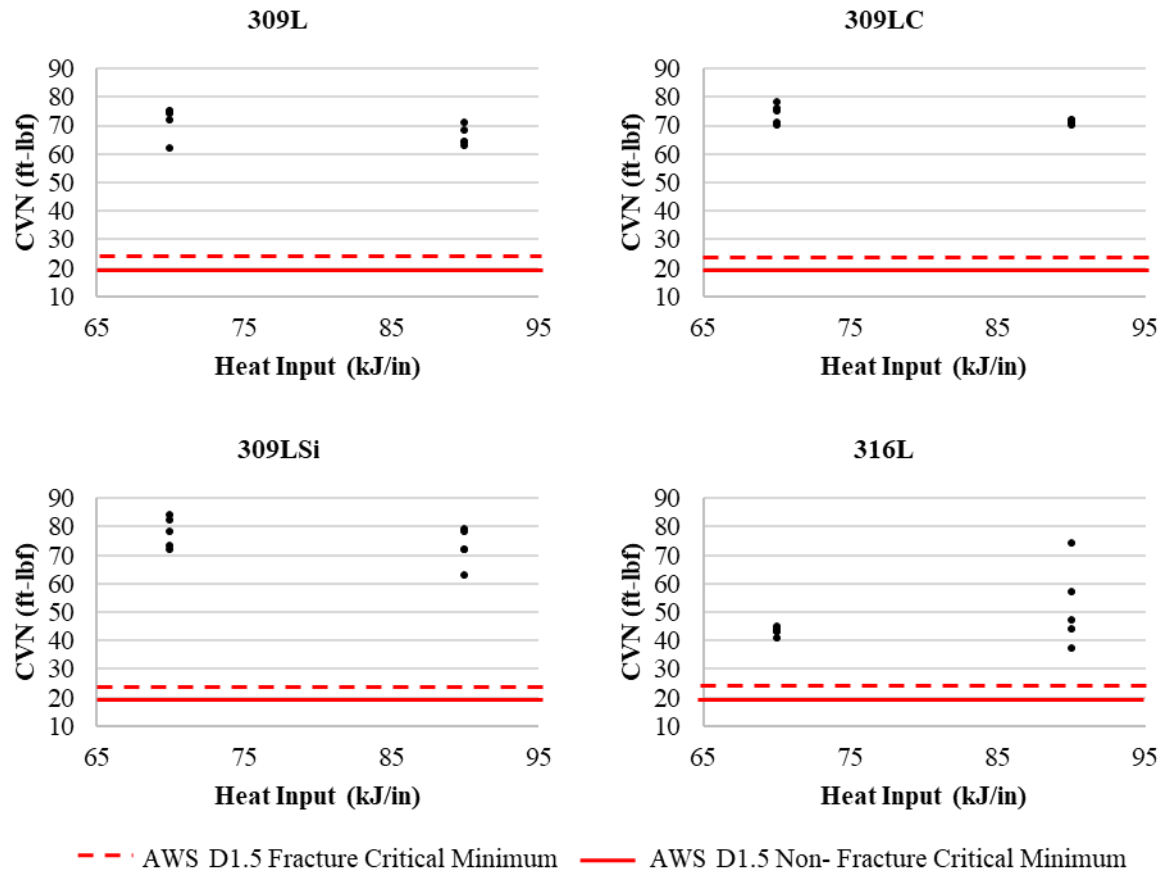 309L
CVN (ft-lbf)
90
80
70
60
50
40
30
20
10
65 75 85 95
Heat Input (kJ/in)
309LC
CVN (ft-lbf)
90
80
70
60
50
40
30
20
10
65 75 85 95
Heat Input (kJ/in)
309LSi
CVN (ft-lbf)
90
80
70
60
50
40
30
20
10
65 75 85 95
Heat Input (kJ/in)
316L
CVN (ft-lbf)
90
80
70
60
50
40
30
20
10
65 75 85 95
Heat Input (kJ/in)
AWS D1.5 Fracture Critical Minimum AWS D1.5 Non- Fracture Critical Minimum